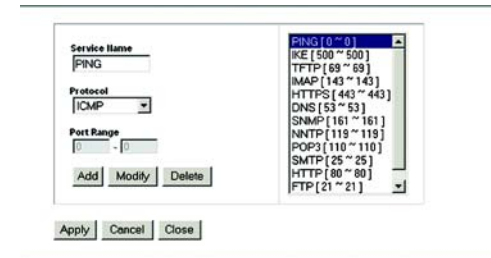 Service Name
PING
Protocol
ICMP
Port Range
0 - 0
Add Modify Delete
PING [ 0 ~ 0 ]
IKE [ 500 ~ 500 ]
TFTP [ 69 ~ 69 ]
IMAP [ 143 ~ 143 ]
HTTPS [ 443 ~ 443 ]
DNS [ 53 ~ 53 ]
SNMP [ 161 ~ 161 ]
NNTP [ 119 ~ 119 ]
POP3 [ 110 ~ 110 ]
SMTP [ 25 ~ 25 ]
HTTP [ 80 ~ 80 ]
FTP [ 21 ~ 21 ]
Apply Cancel Close